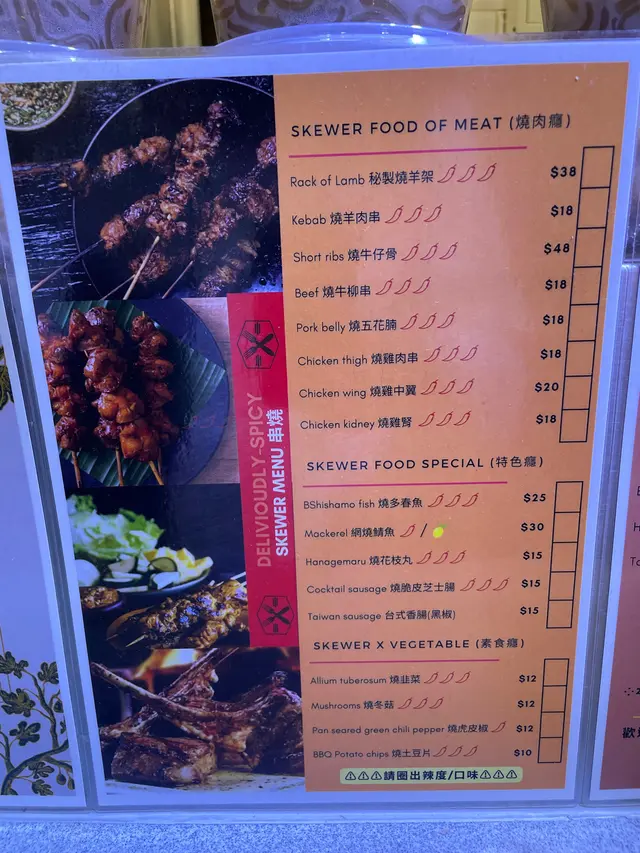 SKEWER FOOD OF MEAT (燒肉癮)
Rack of Lamb 秘製燒羊架 $38
Kebab 燒羊肉串 $18
Short ribs 燒牛仔骨 $48
Beef 燒牛柳串 $18
Pork belly 燒五花腩 $18
Chicken thigh 燒雞肉串 $18
Chicken wing 燒雞中翼 $20
Chicken kidney 燒雞腎 $18
DELIVIOUDLY-SPICY
SKEWER MENU 串燒
SKEWER FOOD SPECIAL (特色癮)
BShishamo fish 燒多春魚 $25
Mackerel 網燒鯖魚 / $30
Hanagemaru 燒花枝丸 $15
Cocktail sausage 燒脆皮芝士腸 $15
Taiwan sausage 台式香腸(黑椒) $15
SKEWER X VEGETABLE (素食癮)
Allium tuberosum 燒韭菜 $12
Mushrooms 燒冬菇 $12
Pan seared green chili pepper 燒虎皮椒 $12
BBQ Potato chips 燒土豆片 $10
請圈出辣度/口味